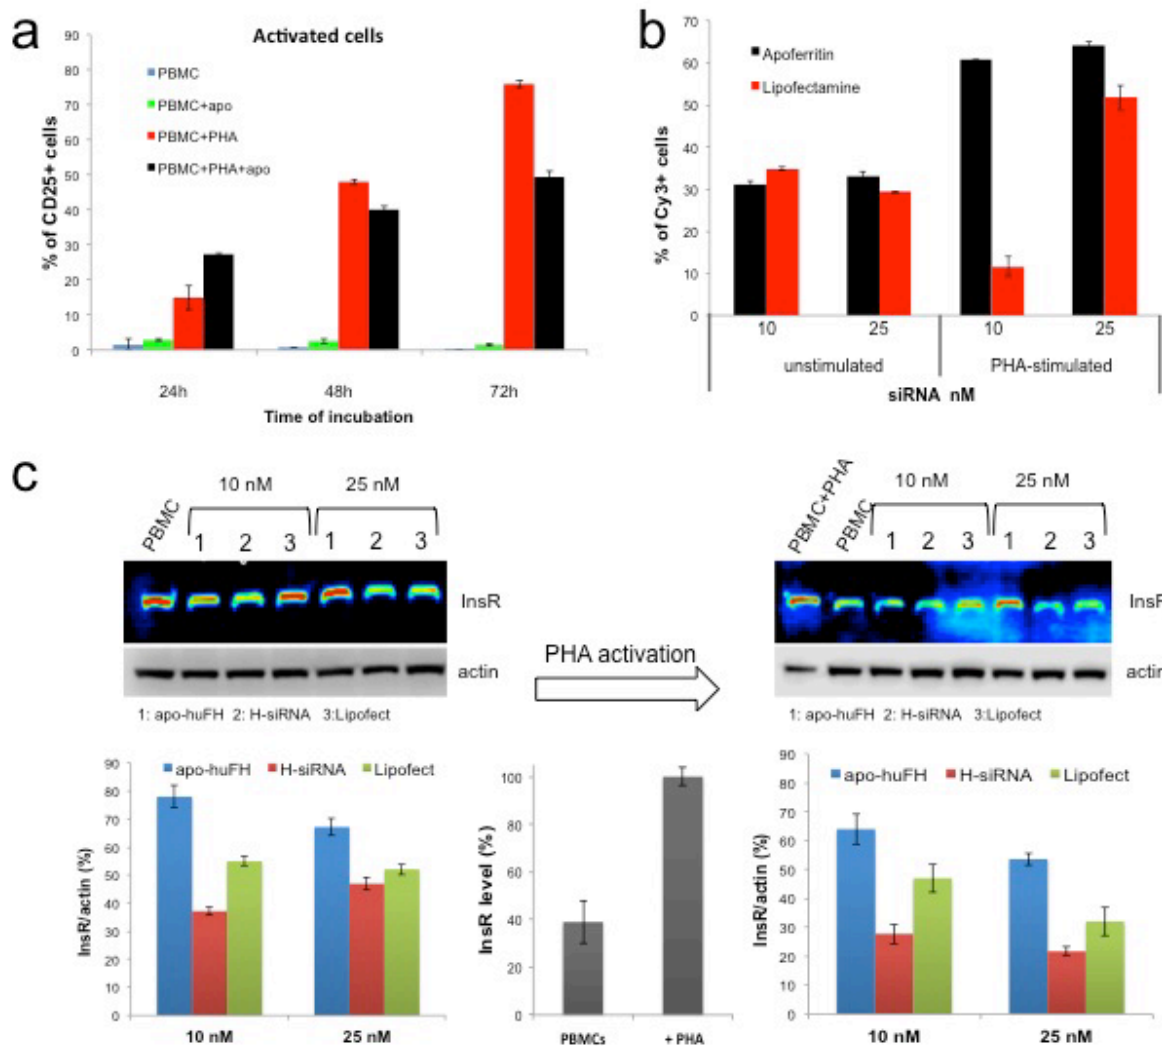 a
Activated cells
90
80
70
60
50
40
30
20
10
0
% of CD25+ cells
PBMC
PBMC+apo
PBMC+PHA
PBMC+PHA+apo
24h 48h 72h
Time of incubation
b
70
60
50
40
30
20
10
0
% of Cy3+ cells
Apoferritin
Lipofectamine
10 25 10 25
unstimulated PHA-stimulated
siRNA nM
c
PBMC
10 nM 25 nM
1 2 3 1 2 3
InsR
actin
1: apo-huFH 2: H-siRNA 3:Lipofect
PHA activation
PBMC+PHA
PBMC
10 nM 25 nM
1 2 3 1 2 3
InsR
actin
1: apo-huFH 2: H-siRNA 3:Lipofect
apo-huFH H-siRNA Lipofect
90
80
70
60
50
40
30
20
10
0
InsR/actin (%)
10 nM 25 nM
100
80
60
40
20
0
InsR level (%)
PBMCs + PHA
apo-huFH H-siRNA Lipofect
90
80
70
60
50
40
30
20
10
0
InsR/actin (%)
10 nM 25 nM